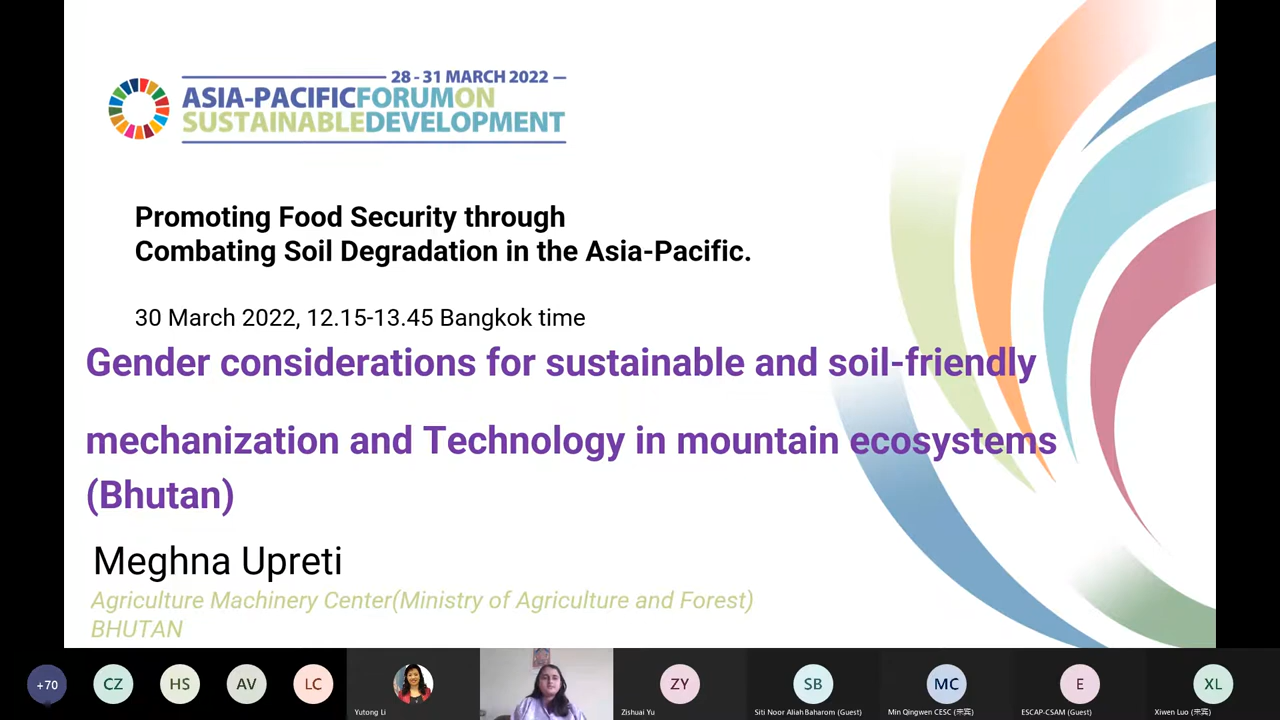 28 - 31 MARCH 2022
ASIA-PACIFICFORUMON
SUSTAINABLEDEVELOPMENT
Promoting Food Security through
Combating Soil Degradation in the Asia-Pacific.
30 March 2022, 12.15-13.45 Bangkok time
Gender considerations for sustainable and soil-friendly
mechanization and Technology in mountain ecosystems
(Bhutan)
Meghna Upreti
Agriculture Machinery Center(Ministry of Agriculture and Forest)
BHUTAN
+70 CZ HS AV LC ZY SB MC E XL
Yutong Li Zishuai Yu Siti Noor Aliah Baharom (Guest) Min Qingwen CESC (来宾) ESCAP-CSAM (Guest) Xiwen Luo (来宾)